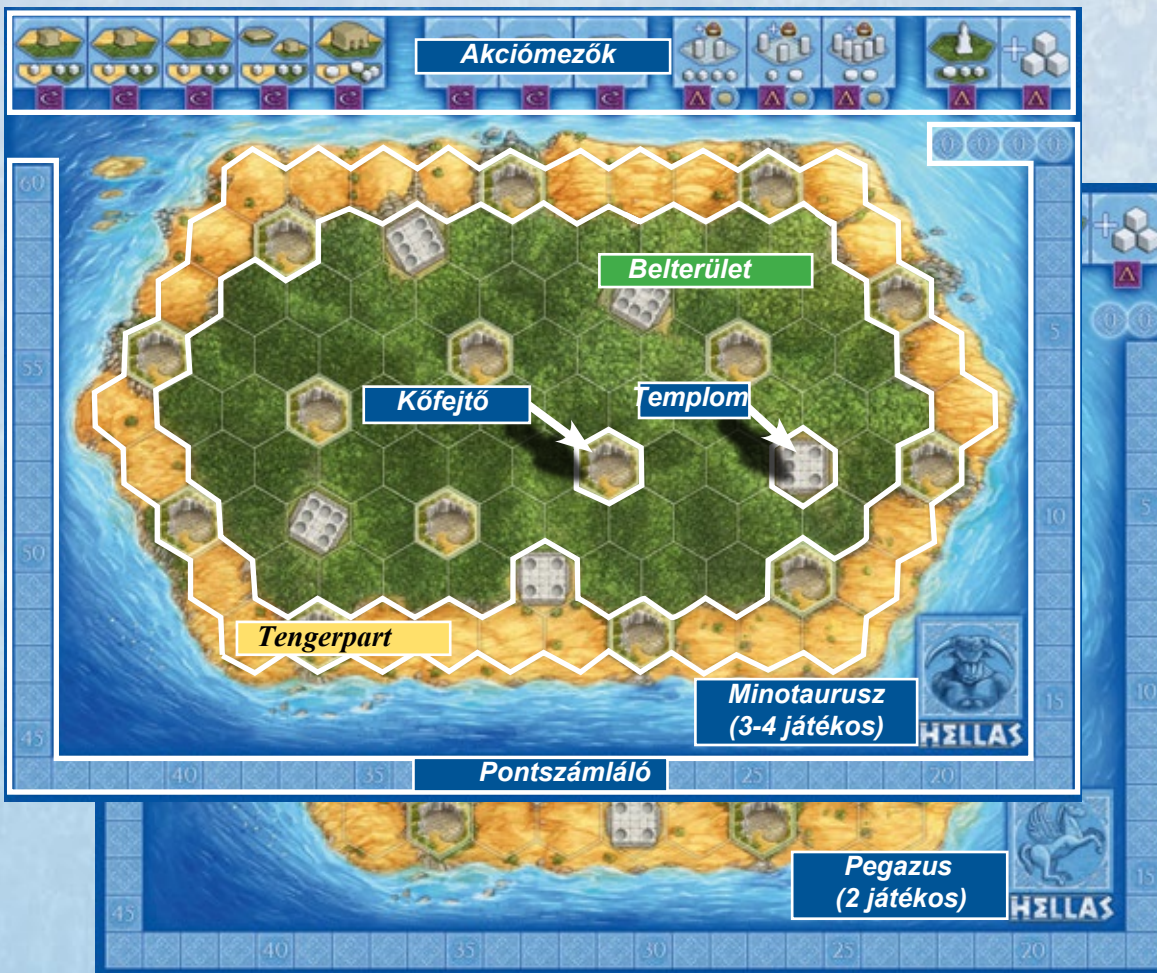 Akciómezők
60
Belterület
5
55
5
Kőfejtő
Templom
10
50
Tengerpart
Minotaurusz
(3-4 játékos)
15
10
HELLAS
45
40
35
Pontszámláló
25
20
Pegazus
(2 játékos)
15
HELLAS
45
40
35
30
25
20